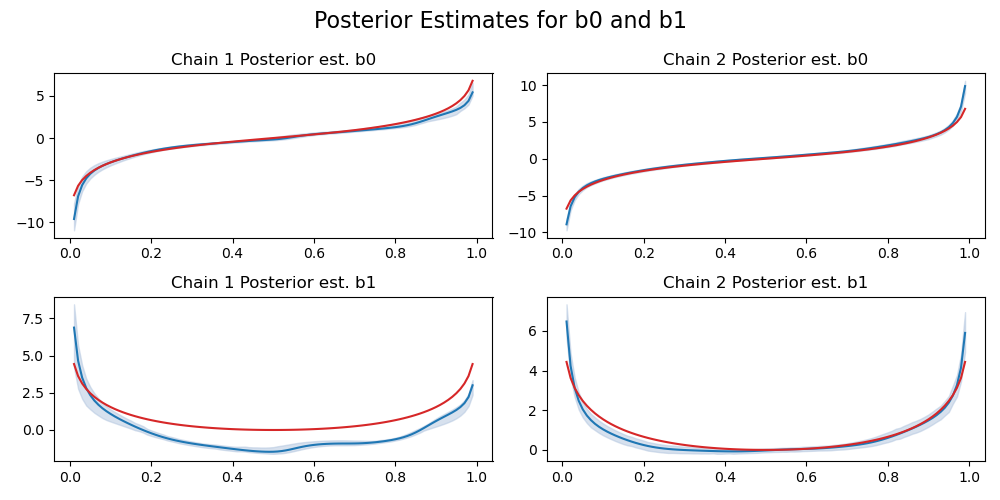 Posterior Estimates for b0 and b1
Chain 1 Posterior est. b0
5
0
−5
−10
0.0 0.2 0.4 0.6 0.8 1.0
Chain 2 Posterior est. b0
10
5
0
−5
−10
0.0 0.2 0.4 0.6 0.8 1.0
Chain 1 Posterior est. b1
7.5
5.0
2.5
0.0
0.0 0.2 0.4 0.6 0.8 1.0
Chain 2 Posterior est. b1
6
4
2
0
0.0 0.2 0.4 0.6 0.8 1.0